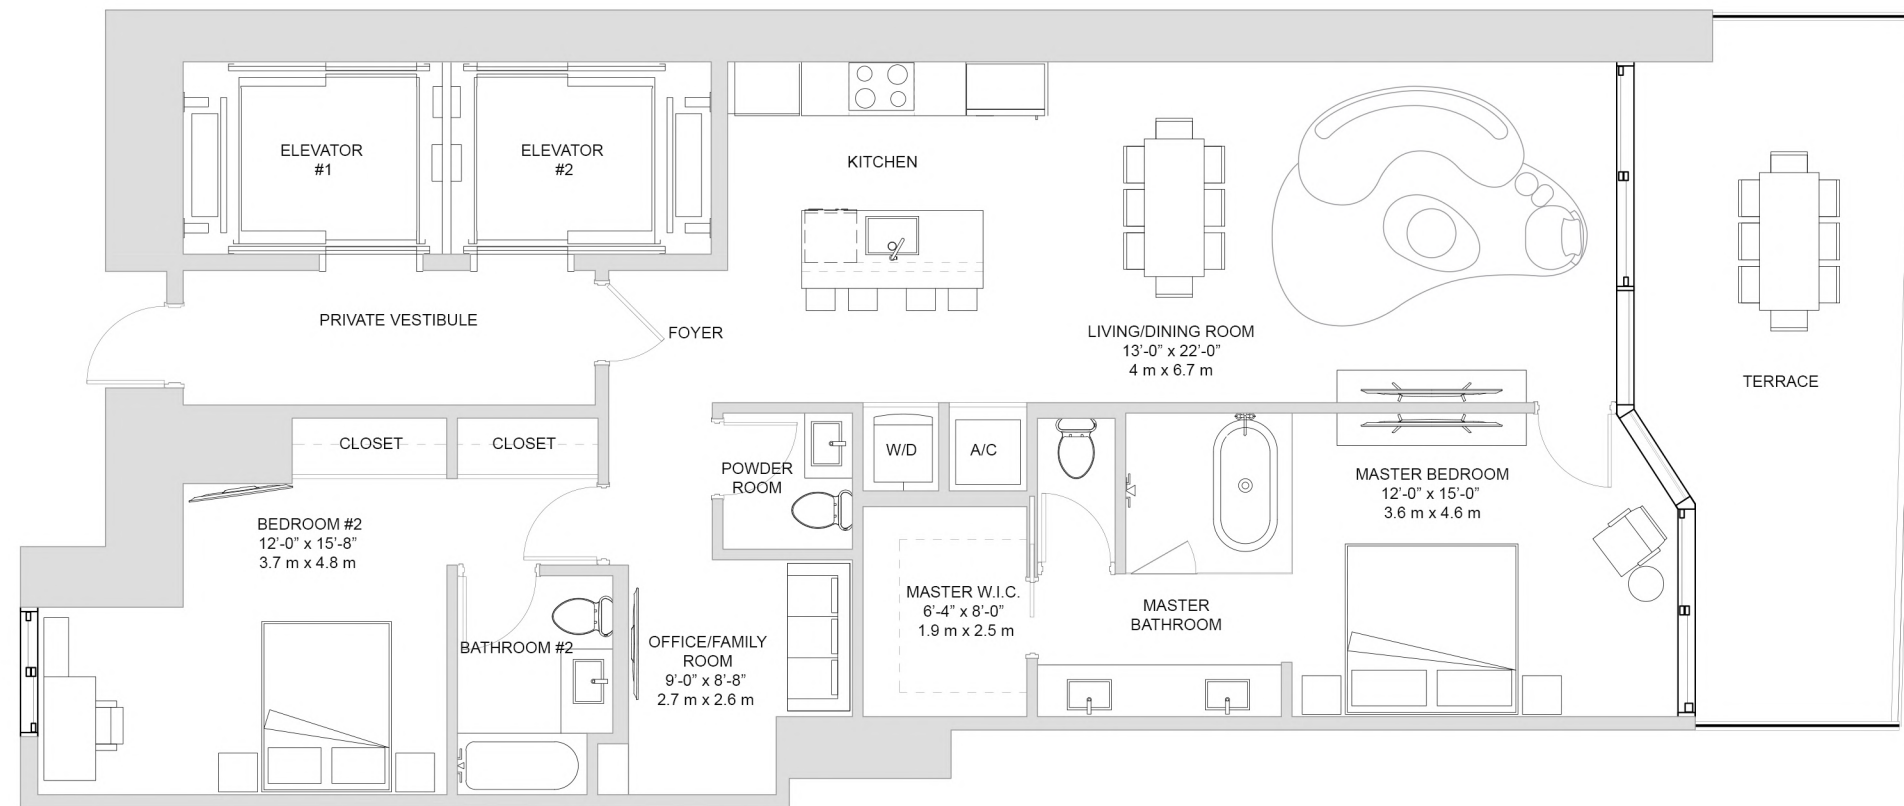 ELEVATOR
#1
ELEVATOR
#2
KITCHEN
PRIVATE VESTIBULE
FOYER
LIVING/DINING ROOM
13’-0” x 22’-0”
4 m x 6.7 m
TERRACE
CLOSET
CLOSET
POWDER
ROOM
W/D
A/C
MASTER BEDROOM
12’-0” x 15’-0”
3.6 m x 4.6 m
BEDROOM #2
12’-0” x 15’-8”
3.7 m x 4.8 m
BATHROOM #2
OFFICE/FAMILY
ROOM
9’-0” x 8’-8”
2.7 m x 2.6 m
MASTER W.I.C.
6’-4” x 8’-0”
1.9 m x 2.5 m
MASTER
BATHROOM